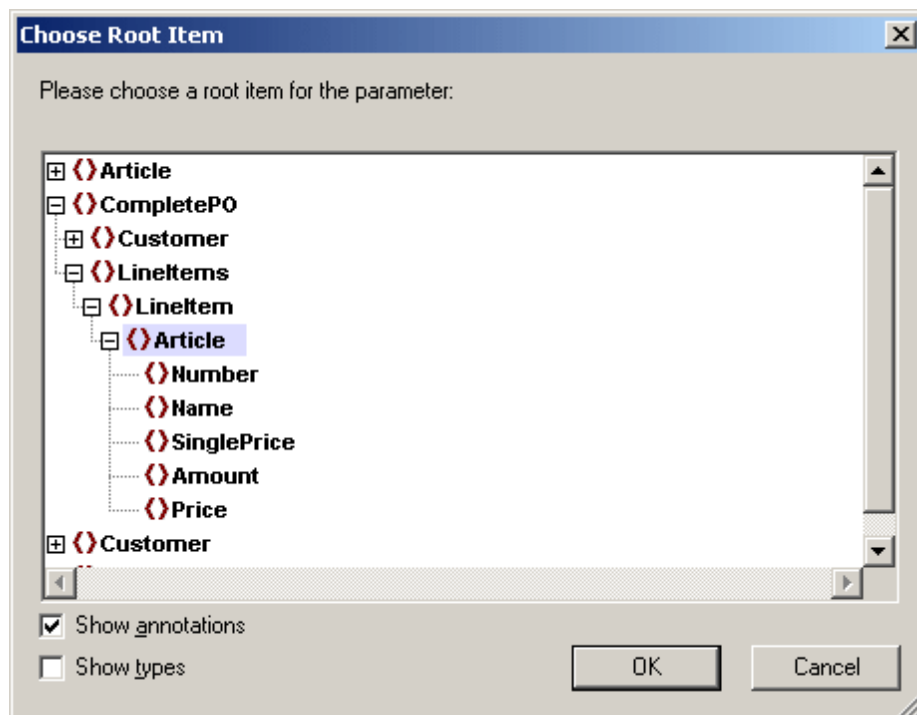 Choose Root Item
Please choose a root item for the parameter:
Article
CompletePO
Customer
LineItems
LineItem
Article
Number
Name
SinglePrice
Amount
Price
Customer
Show annotations
Show types
OK
Cancel